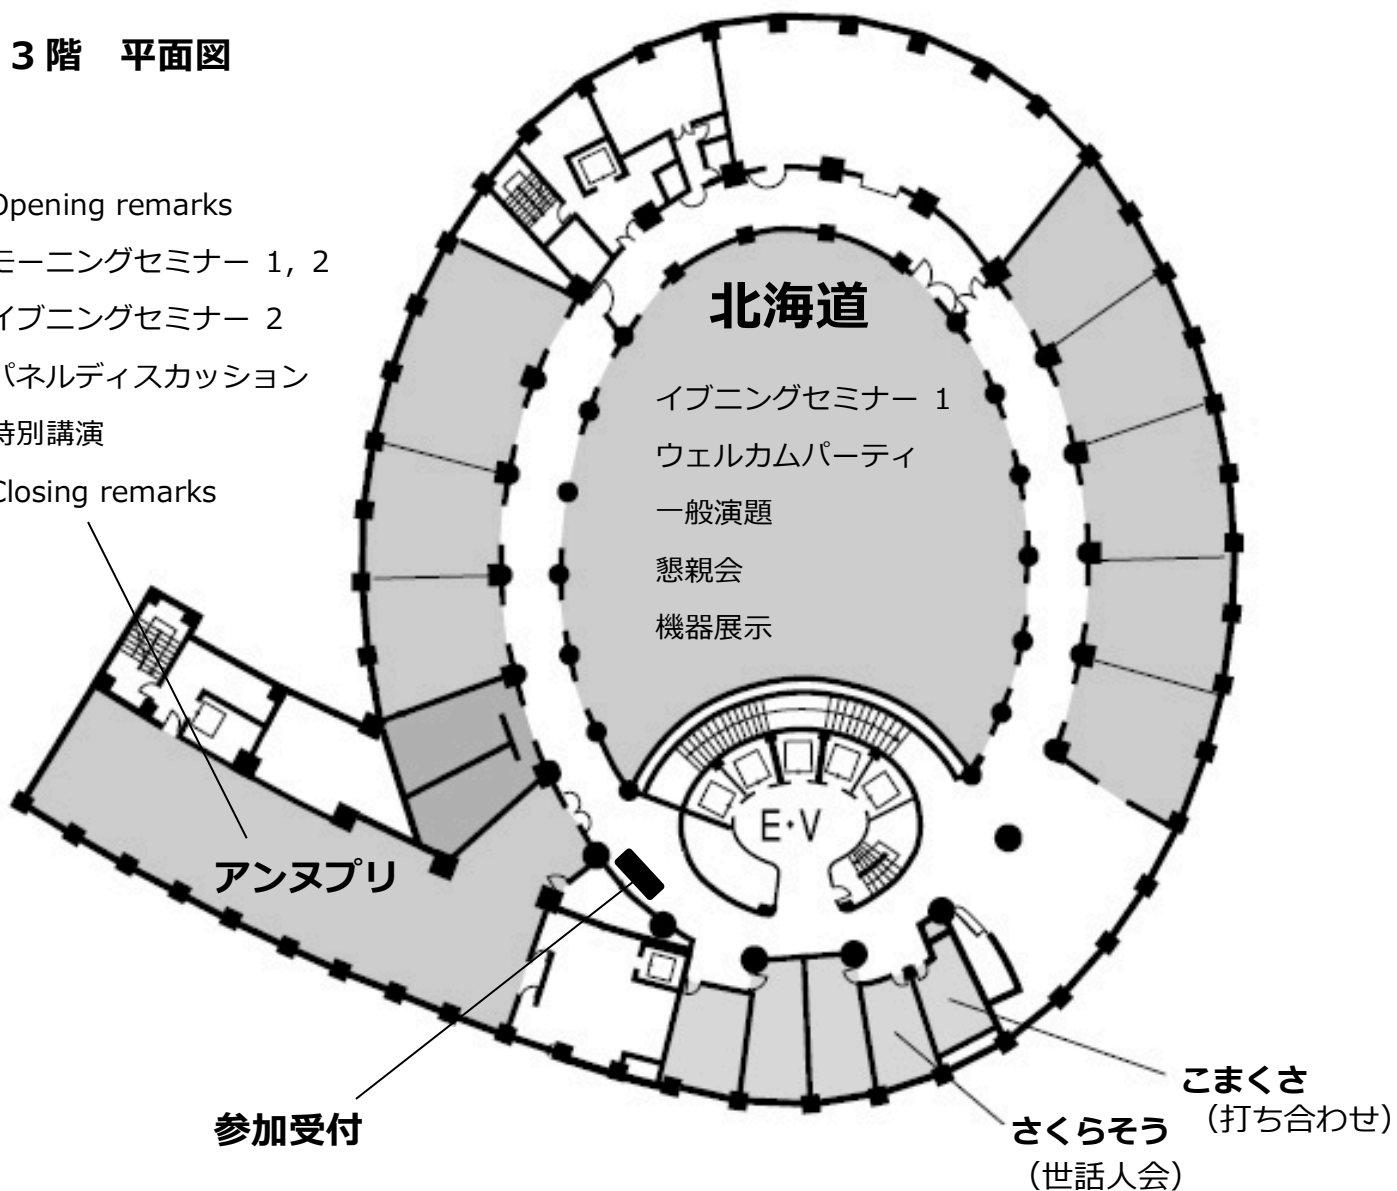 ３階　平面図
Opening remarks
モーニングセミナー 1, 2
イブニングセミナー 2
パネルディスカッション
特別講演
Closing remarks
北海道
イブニングセミナー 1
ウェルカムパーティ
一般演題
懇親会
機器展示
E・V
アンヌプリ
参加受付
こまくさ
（打ち合わせ）
さくらそう
（世話人会）